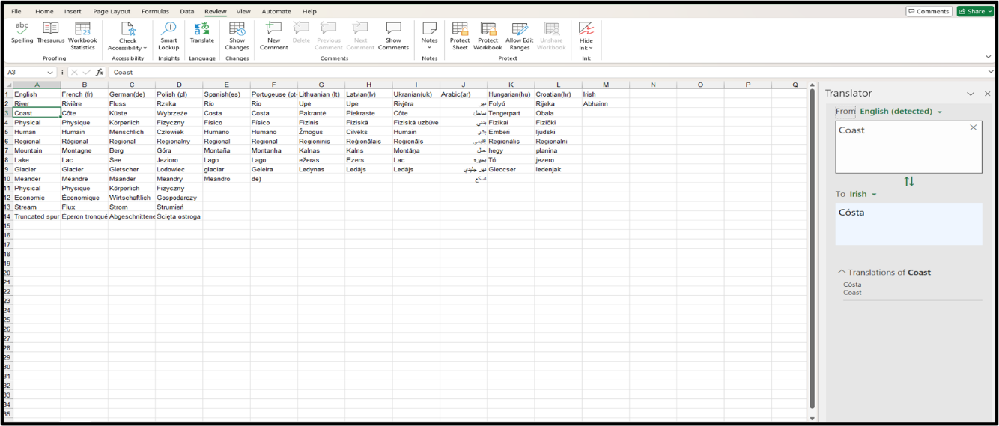 File Home Insert Page Layout Formulas Data Review View Automate Help Comments Share
abc
123
Spelling Thesaurus Workbook Statistics Check Accessibility Smart Lookup Translate Show Changes New Comment Delete Previous Comment Next Comment Show Comments Notes Protect Sheet Protect Workbook Allow Edit Ranges Unshare Workbook Hide Ink
Proofing Accessibility Insights Language Changes Comments Notes Protect Ink
A3 fx Coast
A B C D E F G H I J K L M N O P Q
1 English French (fr) German(de) Polish (pl) Spanish(es) Portugeuse (pt- Lithuanian (lt) Latvian(lv) Ukranian(uk) Arabic(ar) Hungarian(hu) Croatian(hr) Irish
2 River Rivière Fluss Rzeka Río Rio Upė Upe Rivjēra نهر Folyó Rijeka Abhainn
3 Coast Côte Küste Wybrzeże Costa Costa Pakrantė Piekraste Côte ساحل Tengerpart Obala
4 Physical Physique Körperlich Fizyczny Físico Físico Fizinis Fiziskā Fiziskā uzbūve بدني Fizikai Fizički
5 Human Humain Menschlich Człowiek Humano Humano Žmogus Cilvēks Humain بشر Emberi ljudski
6 Regional Régional Regional Regionalny Regional Regional Regioninis Reģionālais Reģionāls إقليمي Regionális Regionalni
7 Mountain Montagne Berg Góra Montaña Montanha Kalnas Kalns Montāņa جبل hegy planina
8 Lake Lac See Jezioro Lago Lago ežeras Ezers Lac بحيرة Tó jezero
9 Glacier Glacier Gletscher Lodowiec glaciar Geleira Ledynas Ledājs Ledājs نهر جليدي Gleccser ledenjak
10 Meander Méandre Mäander Meandry Meandro de) تسكع
11 Physical Physique Körperlich Fizyczny
12 Economic Économique Wirtschaftlich Gospodarczy
13 Stream Flux Strom Strumień
14 Truncated spur Éperon tronqué Abgeschnittene Ścięta ostroga
15
16
17
18
19
20
21
22
23
24
25
26
27
28
29
30
31
32
33
34
35
Translator
From English (detected)
Coast
To Irish
Cósta
Translations of Coast
Cósta
Coast